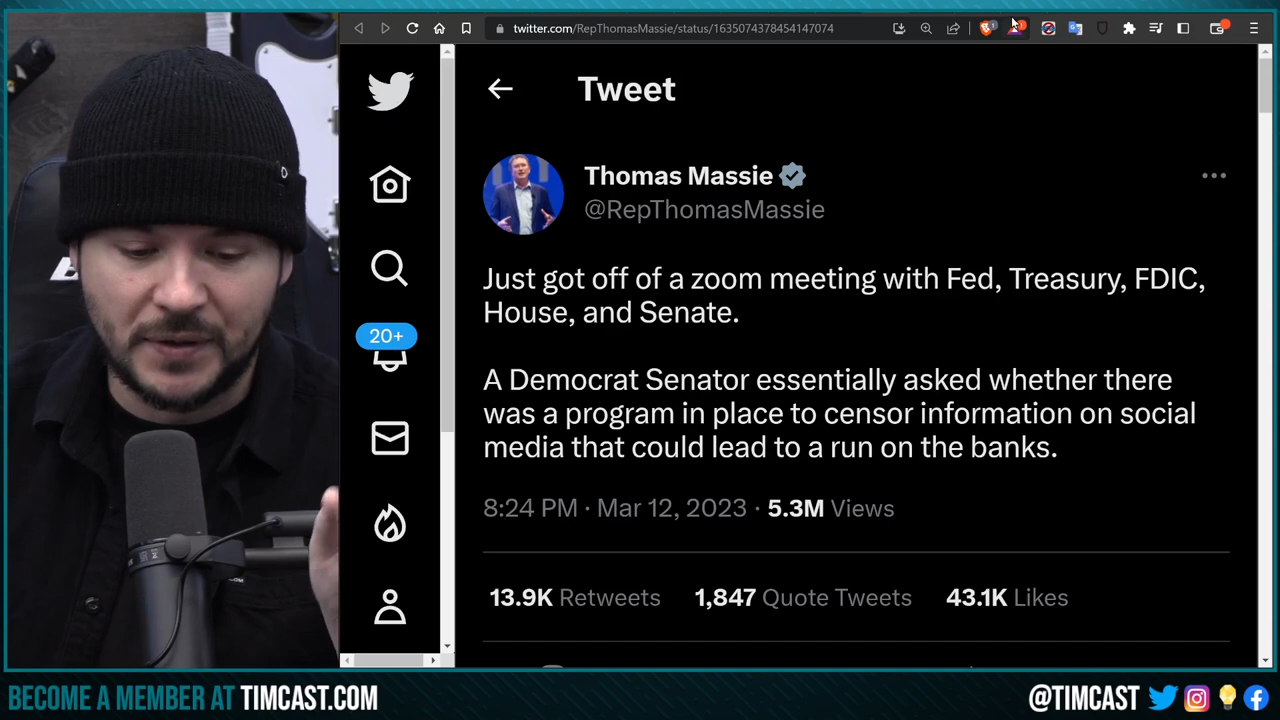 twitter.com/RepThomasMassie/status/1635074378454147074
Tweet
Thomas Massie
@RepThomasMassie
Just got off of a zoom meeting with Fed, Treasury, FDIC,
House, and Senate.
A Democrat Senator essentially asked whether there
was a program in place to censor information on social
media that could lead to a run on the banks.
8:24 PM · Mar 12, 2023 · 5.3M Views
13.9K Retweets 1,847 Quote Tweets 43.1K Likes
20+
BECOME A MEMBER AT TIMCAST.COM
@TIMCAST